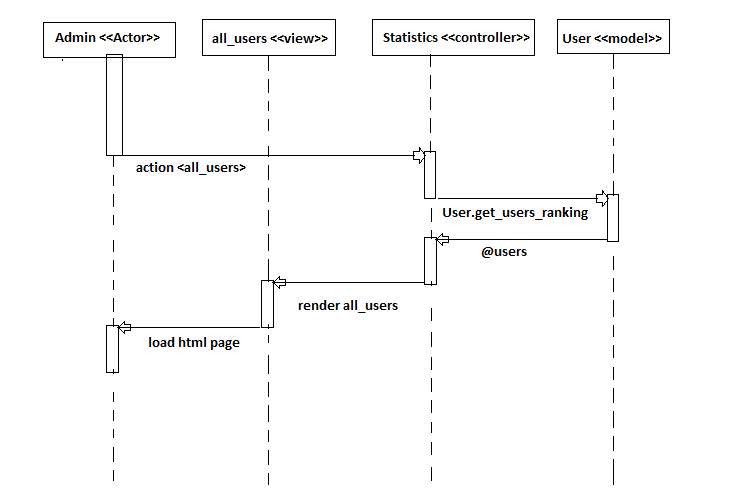 Admin <<Actor>>
all_users <<view>>
Statistics <<controller>>
User <<model>>
action <all_users>
User.get_users_ranking
@users
render all_users
load html page